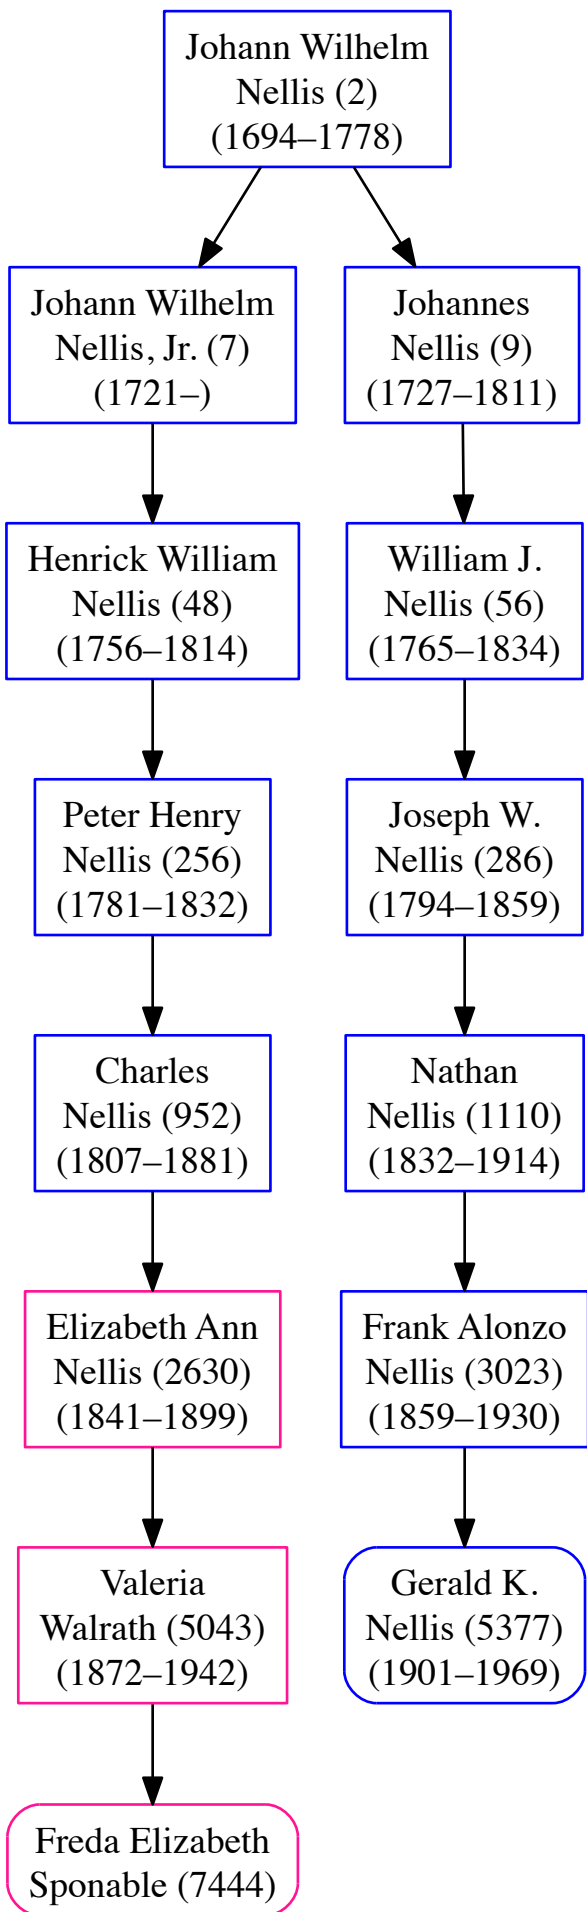 Johann Wilhelm
Nellis (2)
(1694–1778)
Johann Wilhelm
Nellis, Jr. (7)
(1721–)
Johannes
Nellis (9)
(1727–1811)
Henrick William
Nellis (48)
(1756–1814)
William J.
Nellis (56)
(1765–1834)
Peter Henry
Nellis (256)
(1781–1832)
Joseph W.
Nellis (286)
(1794–1859)
Charles
Nellis (952)
(1807–1881)
Nathan
Nellis (1110)
(1832–1914)
Elizabeth Ann
Nellis (2630)
(1841–1899)
Frank Alonzo
Nellis (3023)
(1859–1930)
Valeria
Walrath (5043)
(1872–1942)
Gerald K.
Nellis (5377)
(1901–1969)
Freda Elizabeth
Sponable (7444)